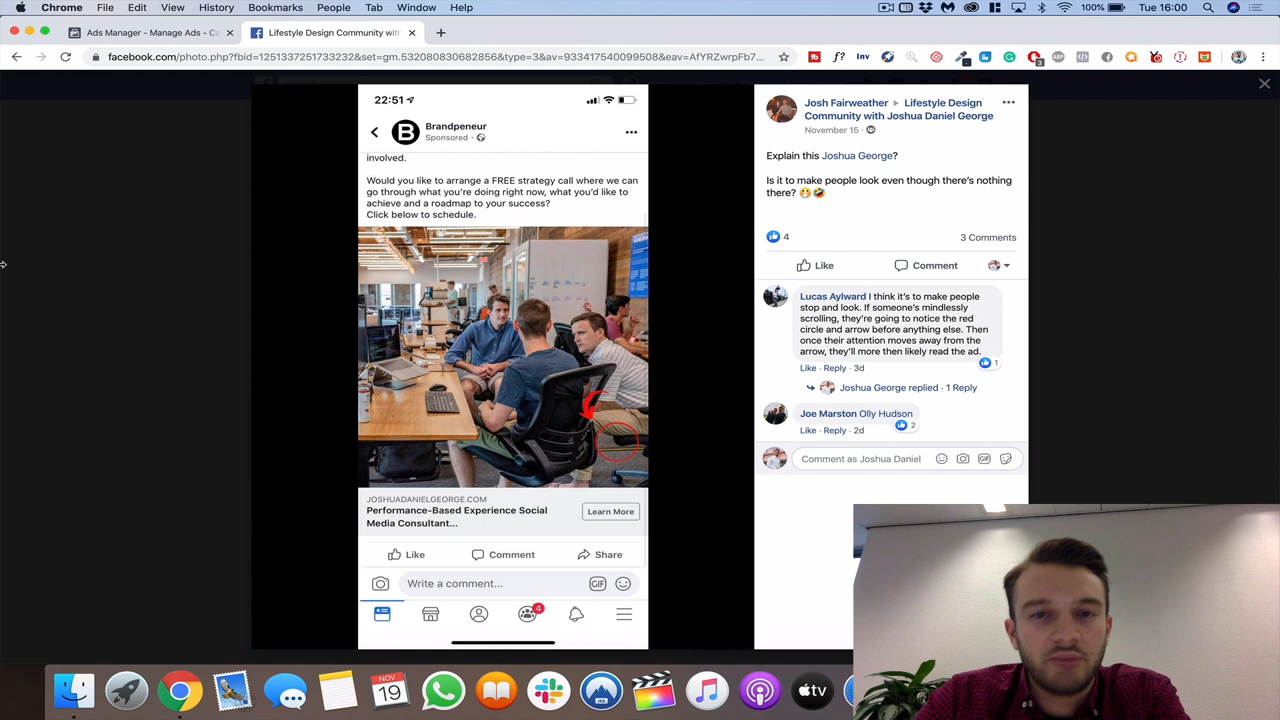 Chrome File Edit View History Bookmarks People Tab Window Help
100% Tue 16:00
Ads Manager - Manage Ads - Ca
Lifestyle Design Community with
facebook.com/photo.php?fbid=1251337251733232&set=gm.532000830682856&type=3&av=933417540099508&eav=AfYRZwrpFb7...
Inv
22:51
Brandpeneur
Sponsored
involved.
Would you like to arrange a FREE strategy call where we can
go through what you're doing right now, what you'd like to
achieve and a roadmap to your success?
Click below to schedule.
JOSHUADANIELGEORGE.COM
Performance-Based Experience Social
Media Consultant...
Learn More
Like Comment Share
Write a comment...
GIF
4
Josh Fairweather
Lifestyle Design
Community with Joshua Daniel George
November 15
Explain this Joshua George?
Is it to make people look even though there's nothing
there?
4
3 Comments
Like Comment
Lucas Aylward I think it's to make people
stop and look. If someone's mindlessly
scrolling, they're going to notice the red
circle and arrow before anything else. Then
once their attention moves away from the
arrow, they'll more then likely read the ad.
1
Like · Reply · 3d
Joshua George replied · 1 Reply
Joe Marston Olly Hudson
2
Like · Reply · 2d
Comment as Joshua Daniel
GIF
NOV
19
tv